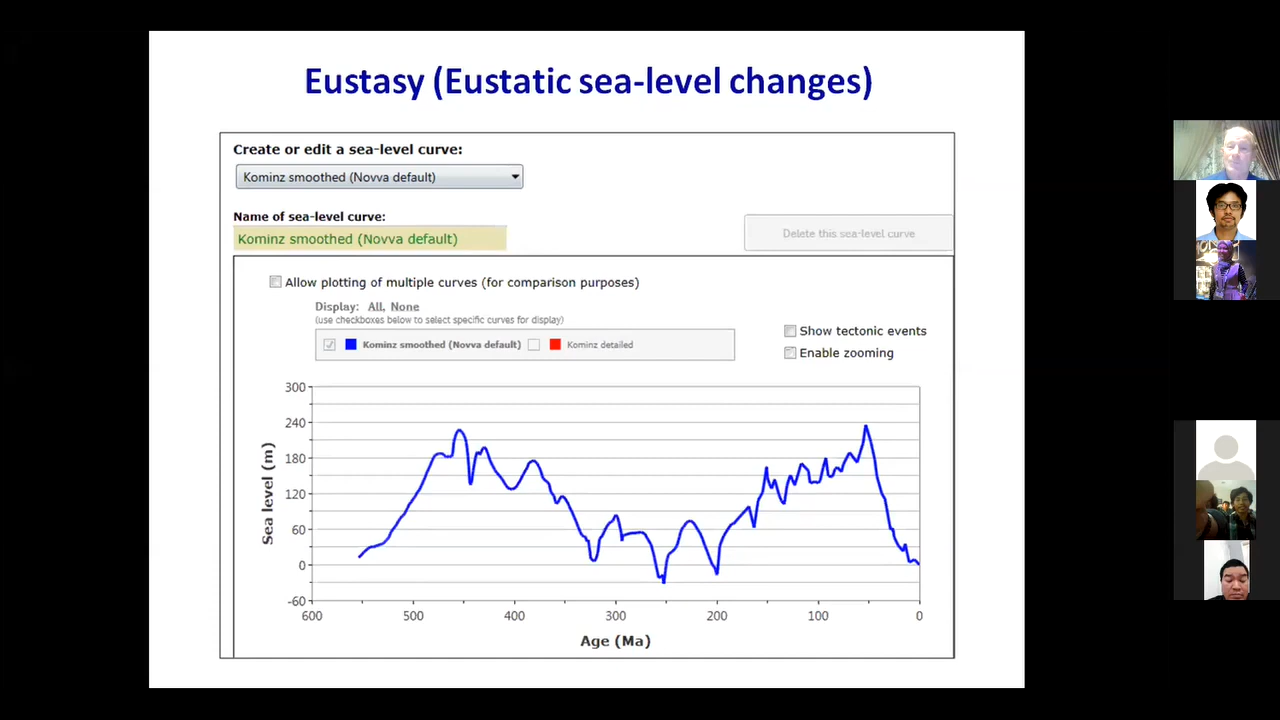 Eustasy (Eustatic sea-level changes)
Create or edit a sea-level curve:
Kominz smoothed (Novva default)
Name of sea-level curve:
Kominz smoothed (Novva default)
Delete this sea-level curve
Allow plotting of multiple curves (for comparison purposes)
Display: All, None
(use checkboxes below to select specific curves for display)
Kominz smoothed (Novva default) Kominz detailed
Show tectonic events
Enable zooming
300
240
180
120
60
0
-60
Sea level (m)
600 500 400 300 200 100 0
Age (Ma)